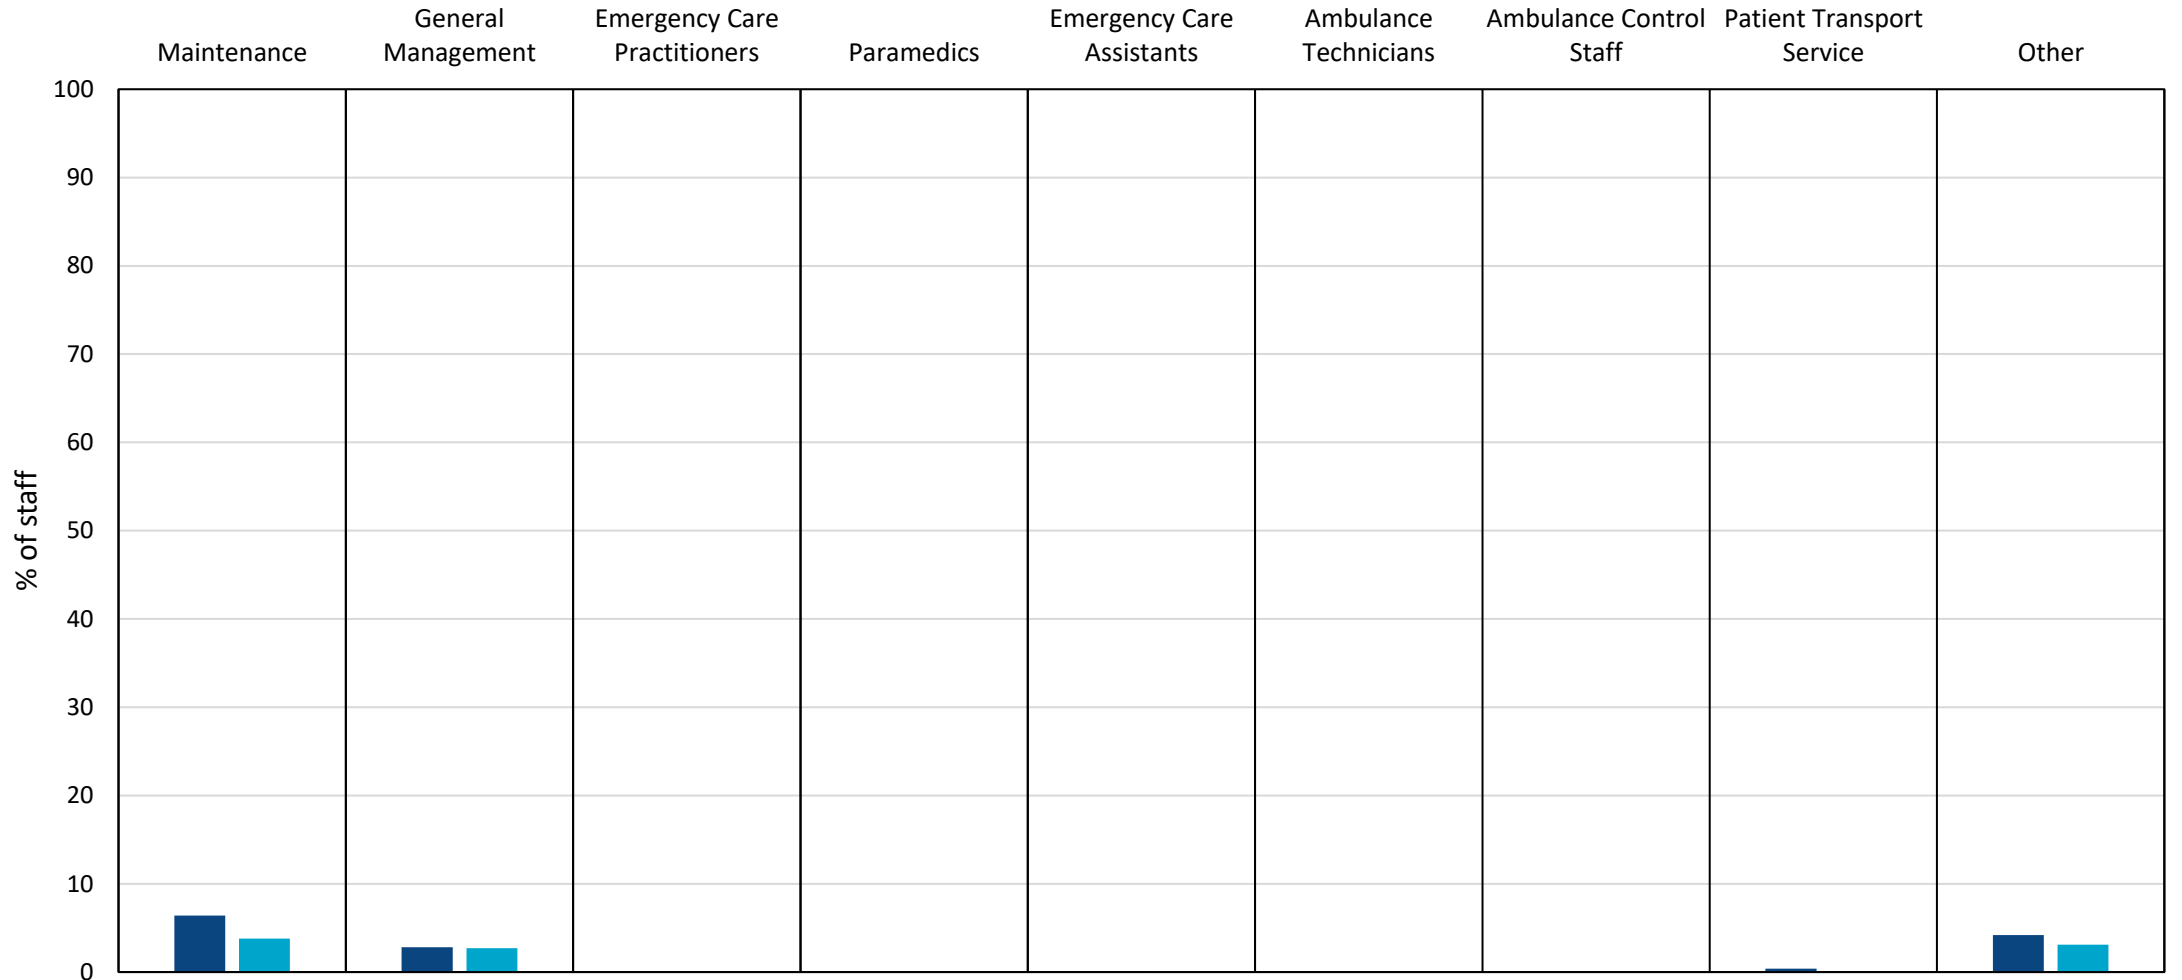 Maintenance
General
Management
Emergency Care
Practitioners
Paramedics
Emergency Care
Assistants
Ambulance
Technicians
Ambulance Control
Staff
Patient Transport
Service
Other
100
90
80
70
60
50
40
30
20
10
0
% of staff